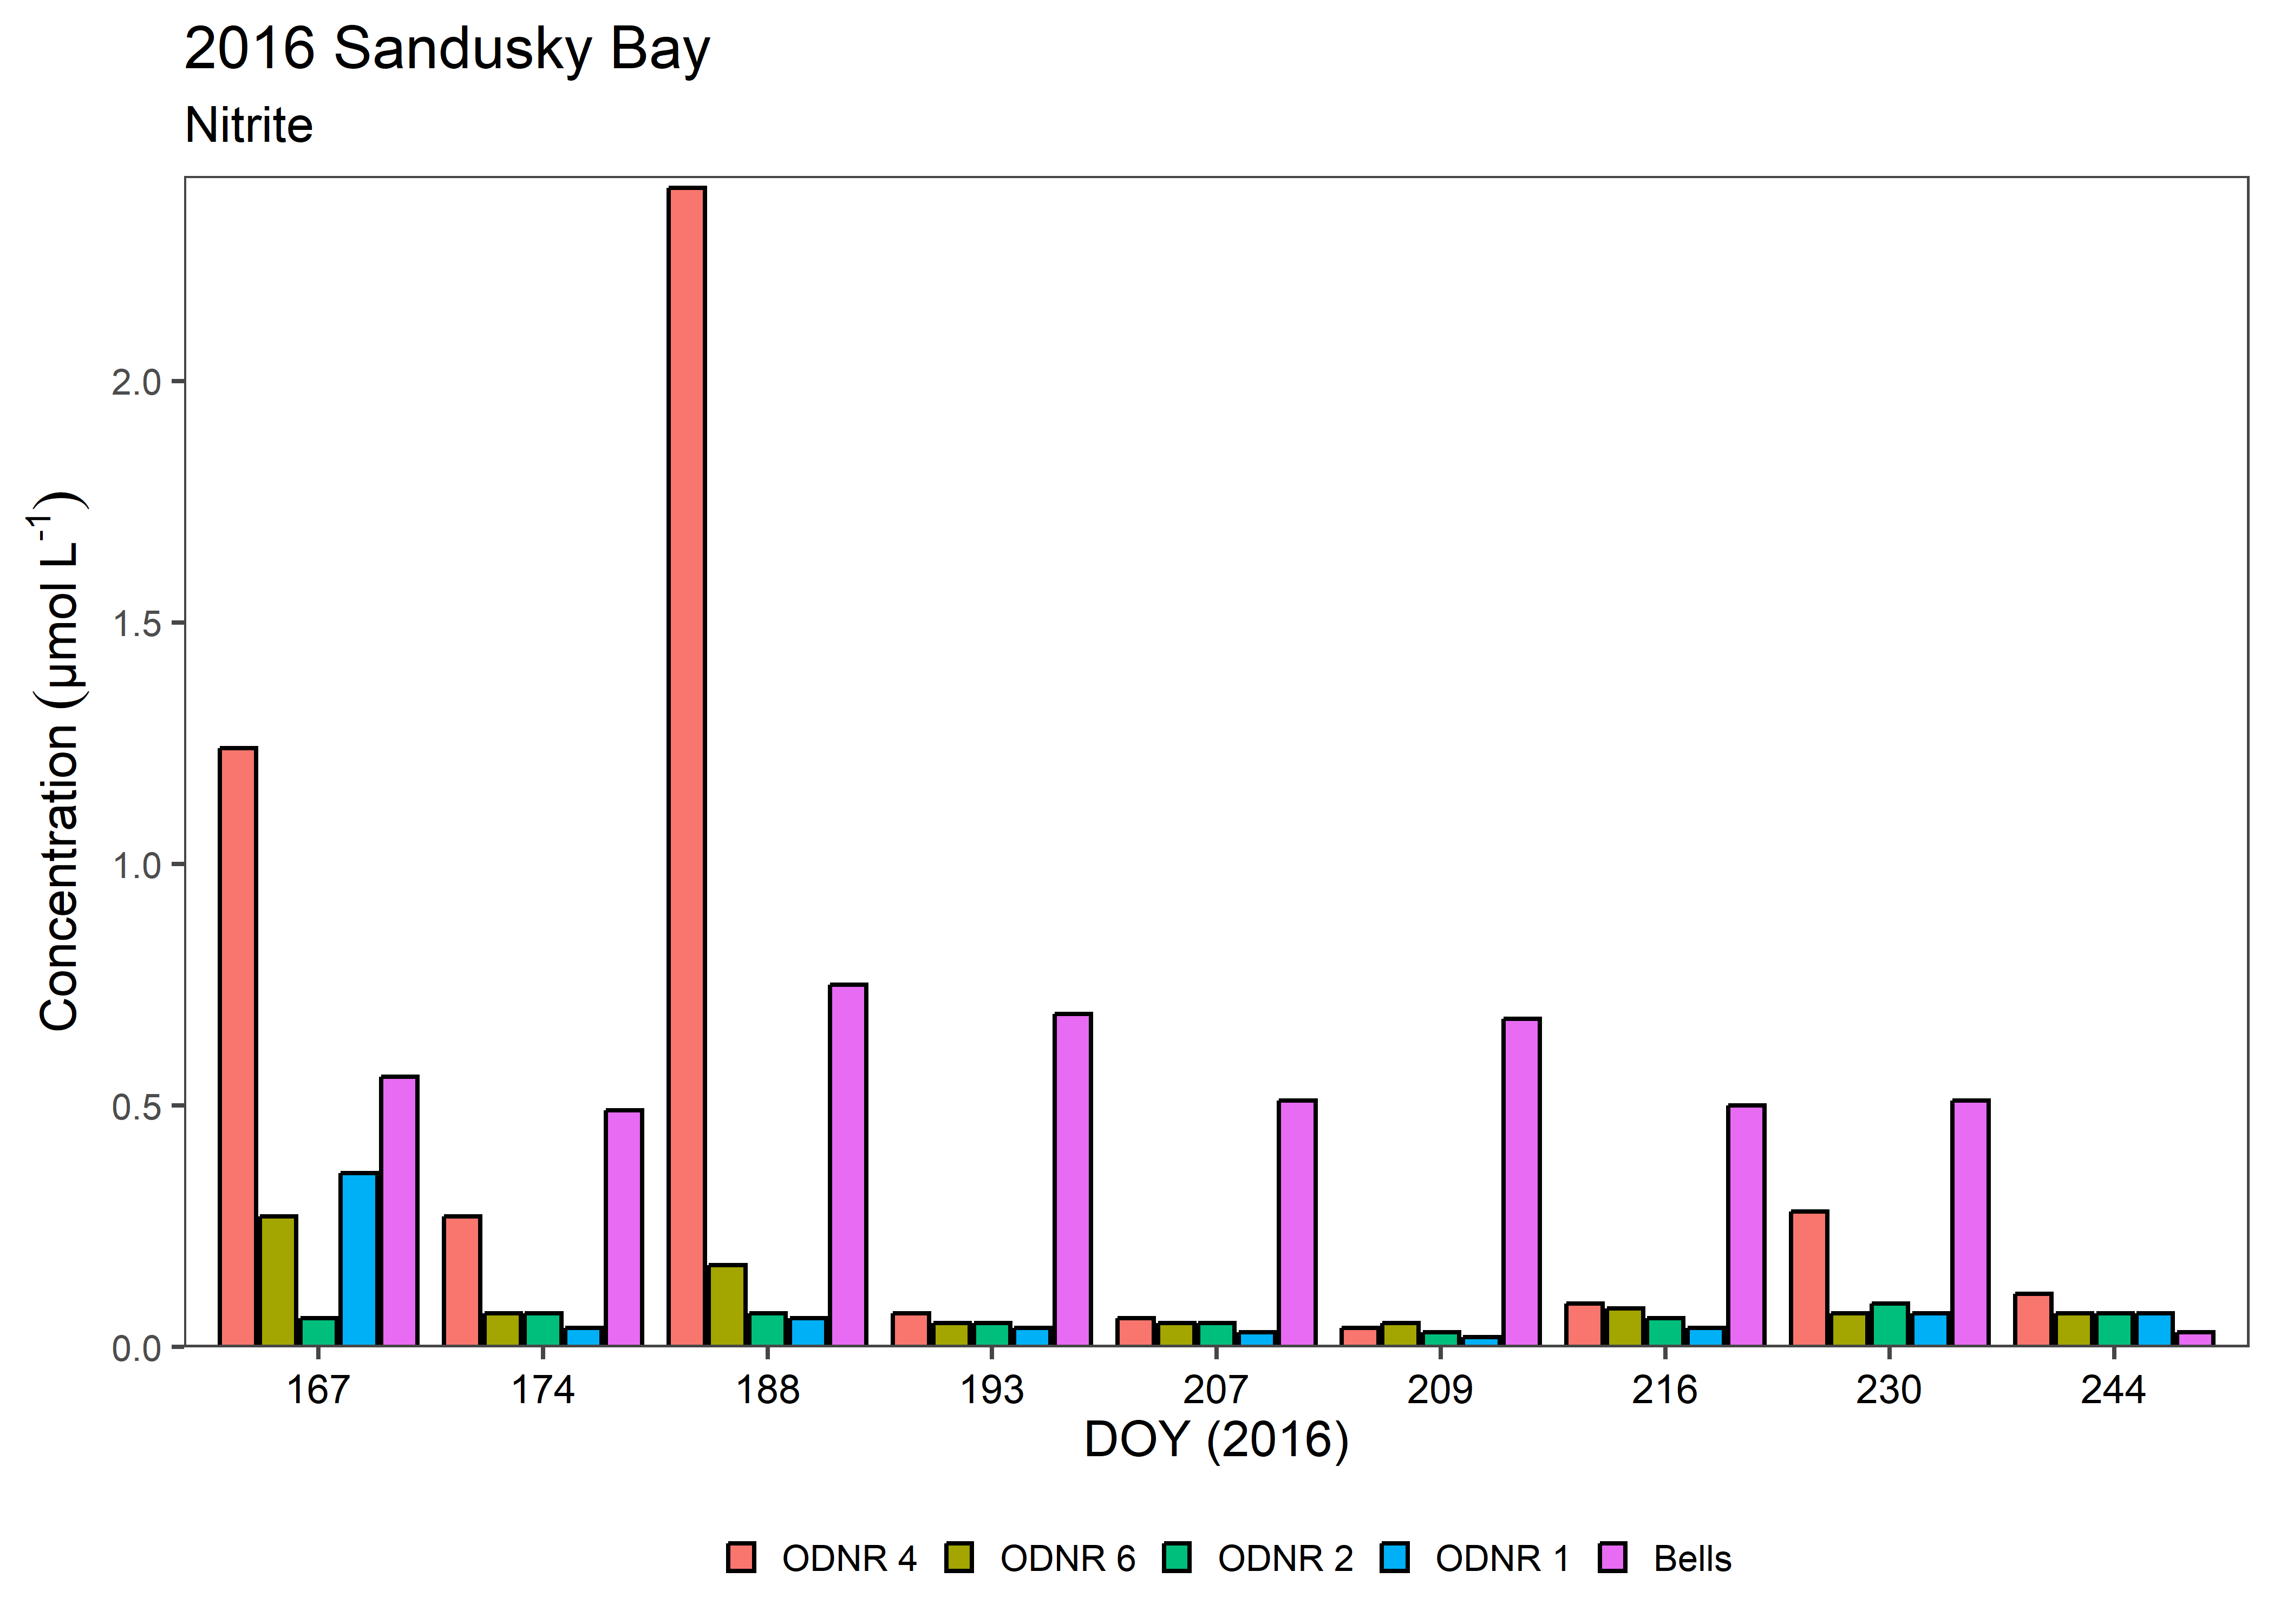 2016 Sandusky Bay
Nitrite
Concentration (µmol L⁻¹)
2.0
1.5
1.0
0.5
0.0
167 174 188 193 207 209 216 230 244
DOY (2016)
ODNR 4 ODNR 6 ODNR 2 ODNR 1 Bells